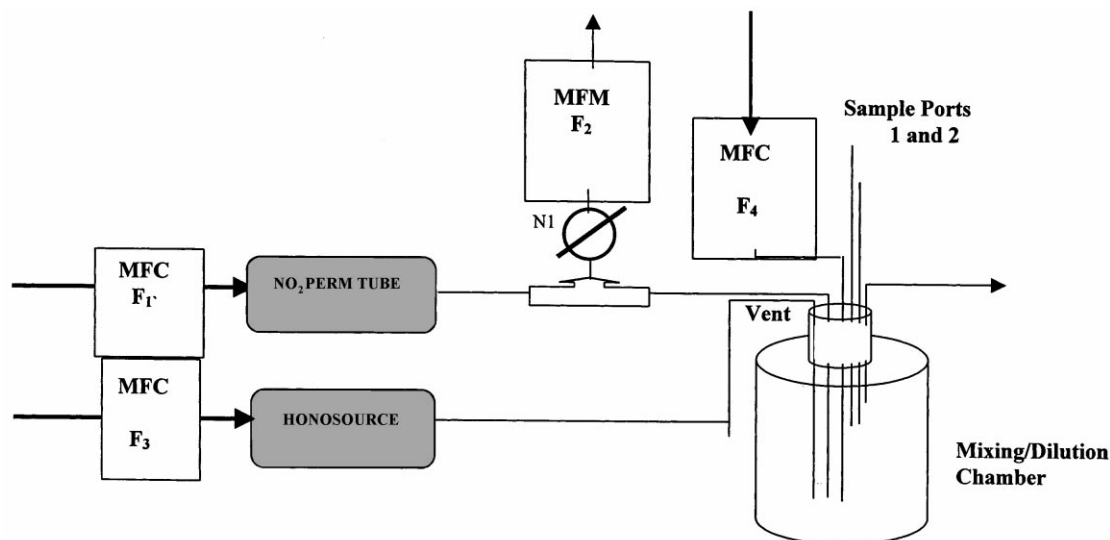 MFM
F₂
Sample Ports
1 and 2
MFC
F₄
N1
MFC
F₁`
NO₂PERM TUBE
Vent
MFC
F₃
HONOSOURCE
Mixing/Dilution
Chamber